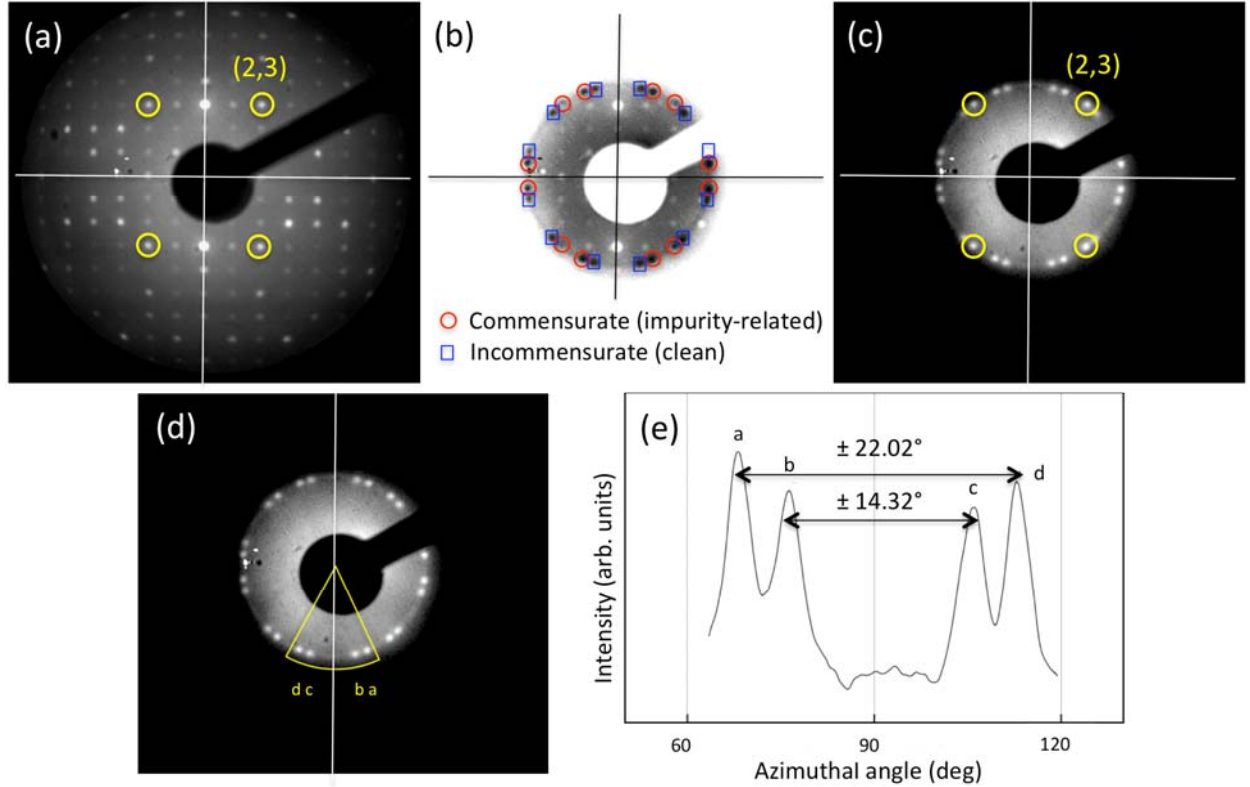 (a)
(2,3)
(b)
Commensurate (impurity-related)
Incommensurate (clean)
(c)
(2,3)
(d)
d c
b a
(e)
a
b
c
d
± 22.02°
± 14.32°
Intensity (arb. units)
60
90
120
Azimuthal angle (deg)